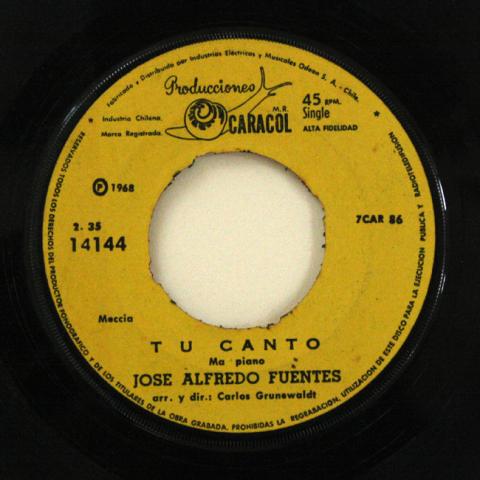 * Fabricado y Distribuido por Industrias Eléctricas y Musicales Odeon S. A. - Chile. *
Producciones
CARACOL
M.R.
Industria Chilena.
Marca Registrada.
45 RPM.
Single
ALTA FIDELIDAD
P 1968
7CAR 86
2. 35
14144
Meccia
TU CANTO
Ma piano
JOSE ALFREDO FUENTES
arr. y dir.: Carlos Grunewaldt
RESERVADOS TODOS LOS DERECHOS DEL PRODUCTOR FONOGRAFICO Y DE LOS TITULARES DE LA OBRA GRABADA. PROHIBIDAS LA REGRABACION, UTILIZACION DE ESTE DISCO PARA LA EJECUCION PUBLICA Y RADIOTELEDIFUSION